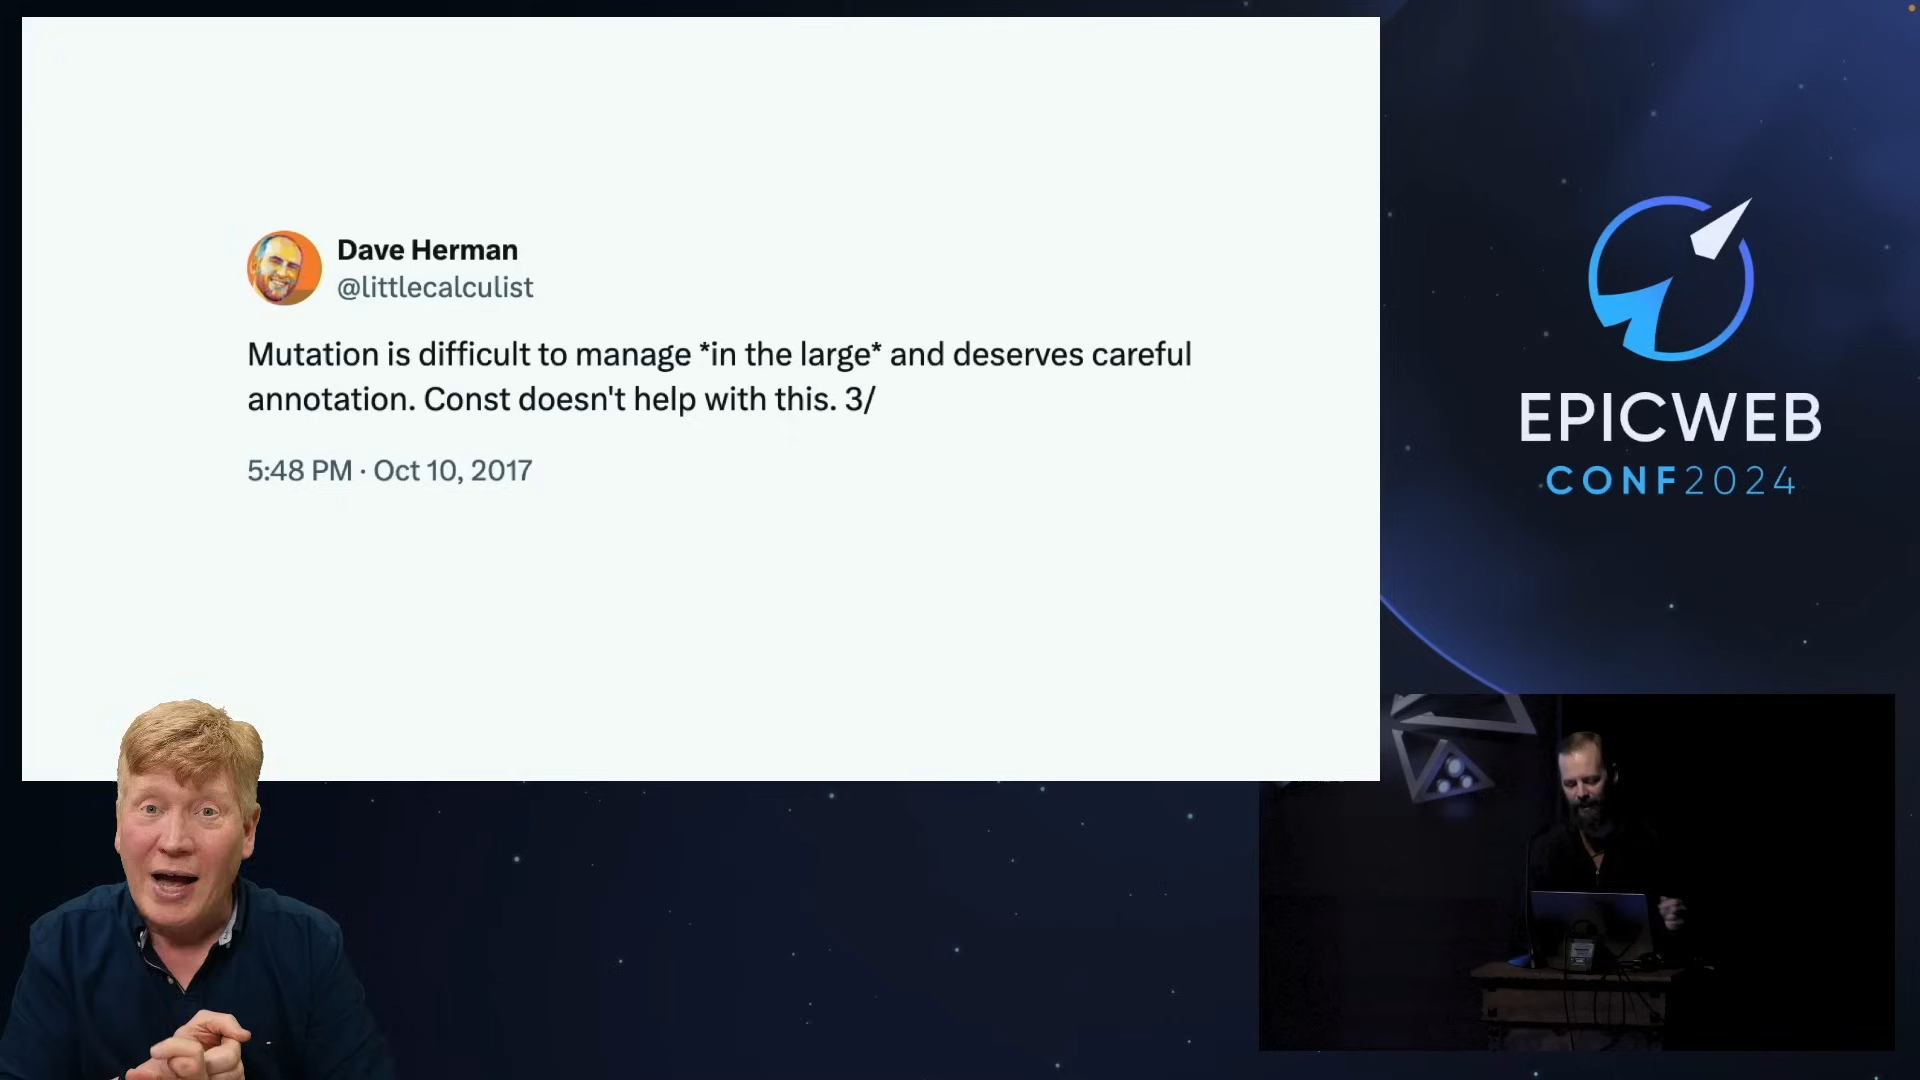 Dave Herman
@littlecalculist
Mutation is difficult to manage *in the large* and deserves careful
annotation. Const doesn't help with this. 3/
5:48 PM · Oct 10, 2017
EPICWEB
CONF2024